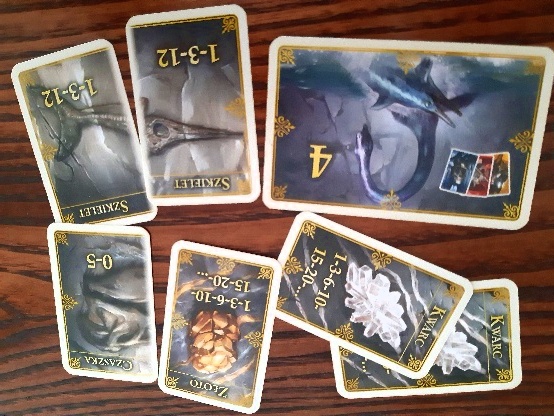 1-3-12
SZKIELET
1-3-12
SZKIELET
4
0-5
CZASZKA
1-3-6-10-
15-20-...
ZŁOTO
1-3-6-10-
15-20-...
KWARC
KWARC